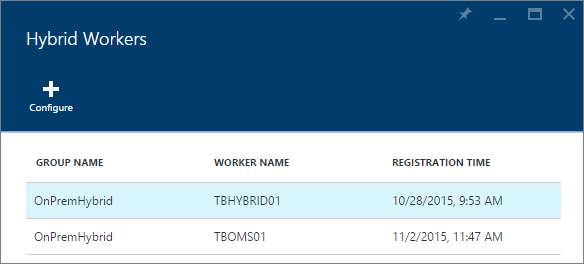 Hybrid Workers
Configure
GROUP NAME WORKER NAME REGISTRATION TIME
OnPremHybrid TBHYBRID01 10/28/2015, 9:53 AM
OnPremHybrid TBOMS01 11/2/2015, 11:47 AM